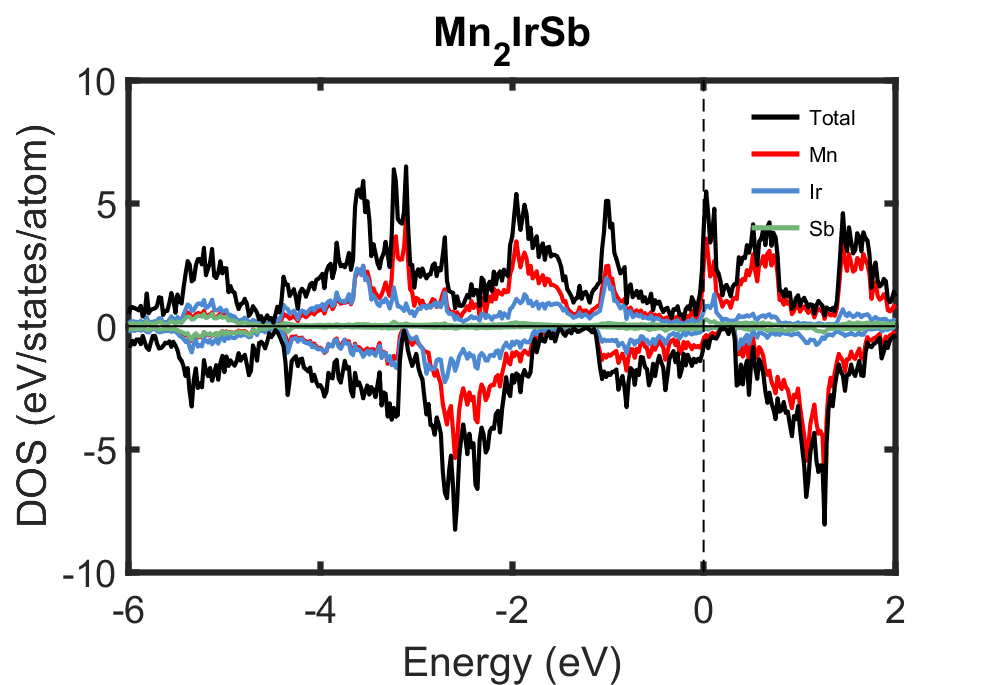 Mn2IrSb
10
5
0
-5
-10
DOS (eV/states/atom)
Total
Mn
Ir
Sb
-6
-4
-2
0
2
Energy (eV)